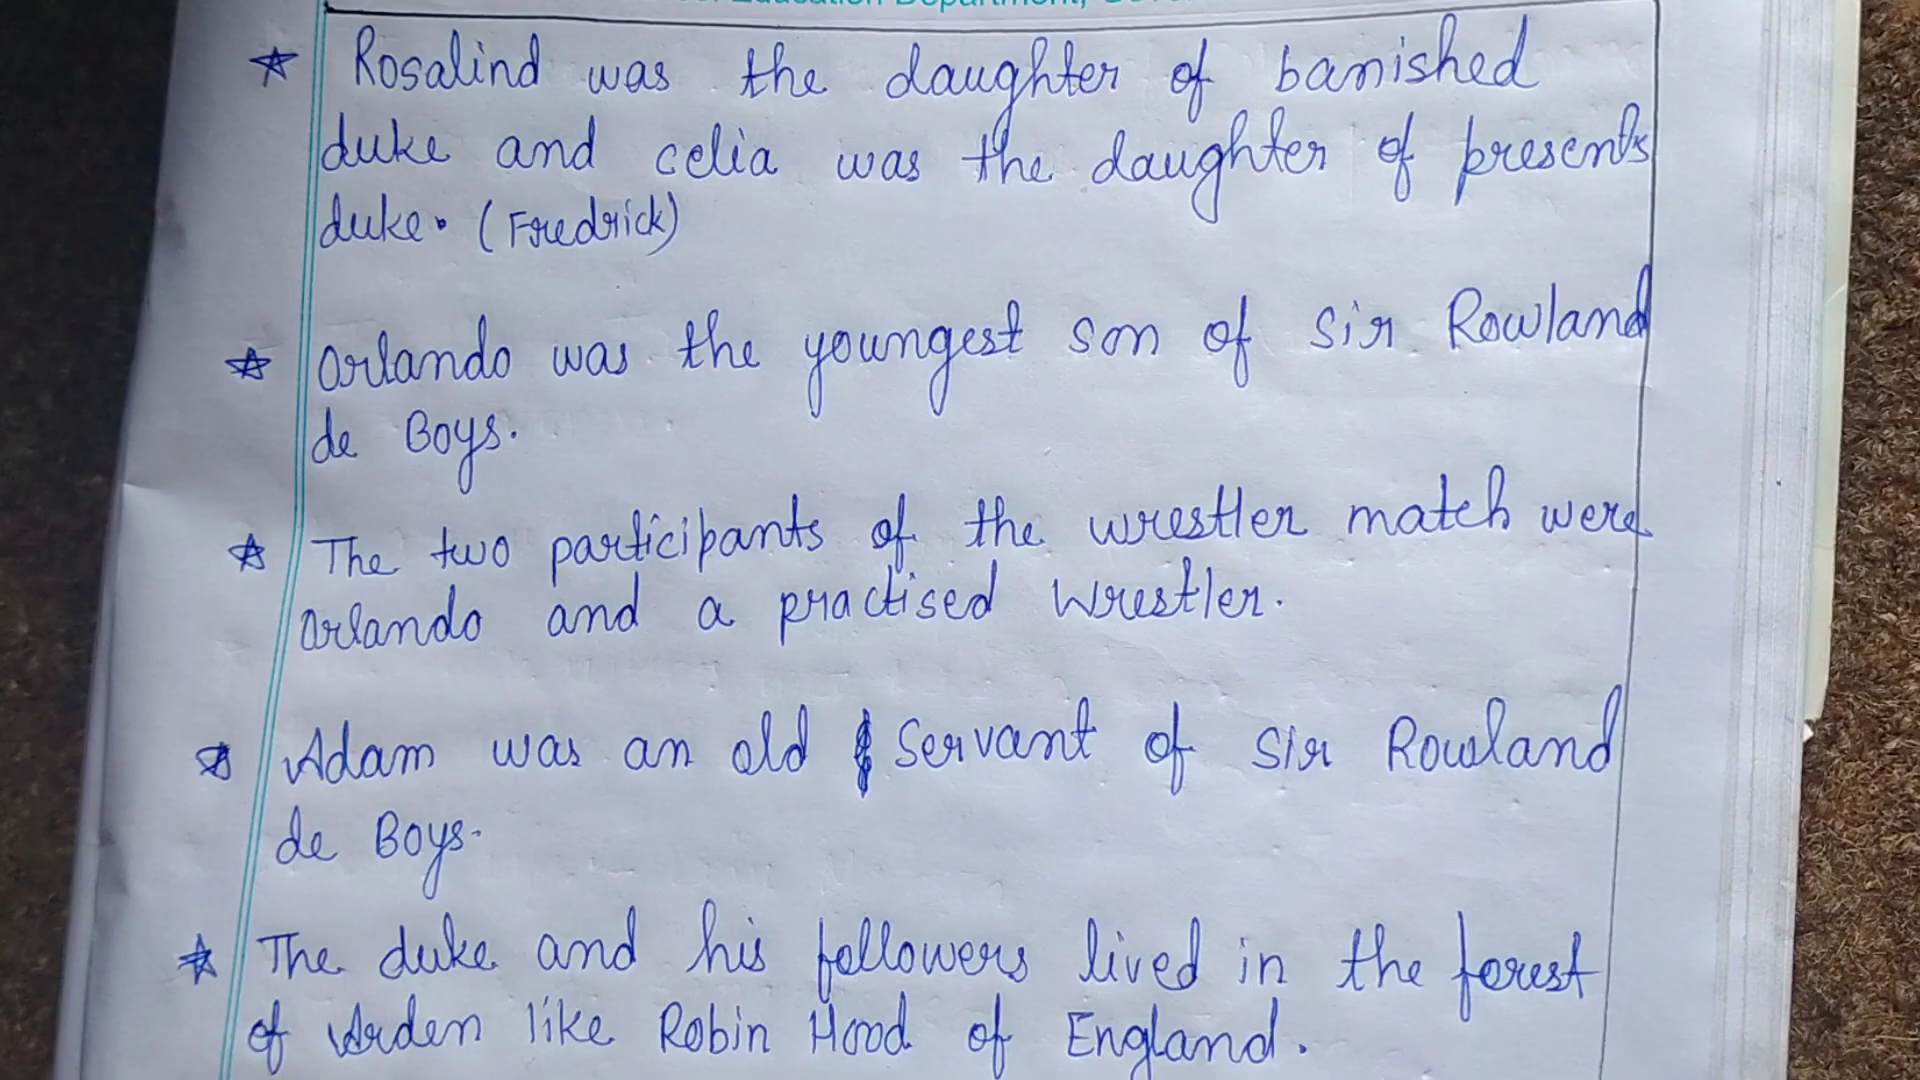 Education Department,
☆ Rosalind was the daughter of banished
duke and celia was the daughter of presents
duke. (Fredrick)
☆ Orlando was the youngest son of Sir Rowland
de Boys.
☆ The two participants of the wrestler match were
Orlando and a practised Wrestler.
☆ Adam was an old Servant of Sir Rowland
de Boys.
☆ The duke and his followers lived in the forest
of Arden like Robin Hood of England.